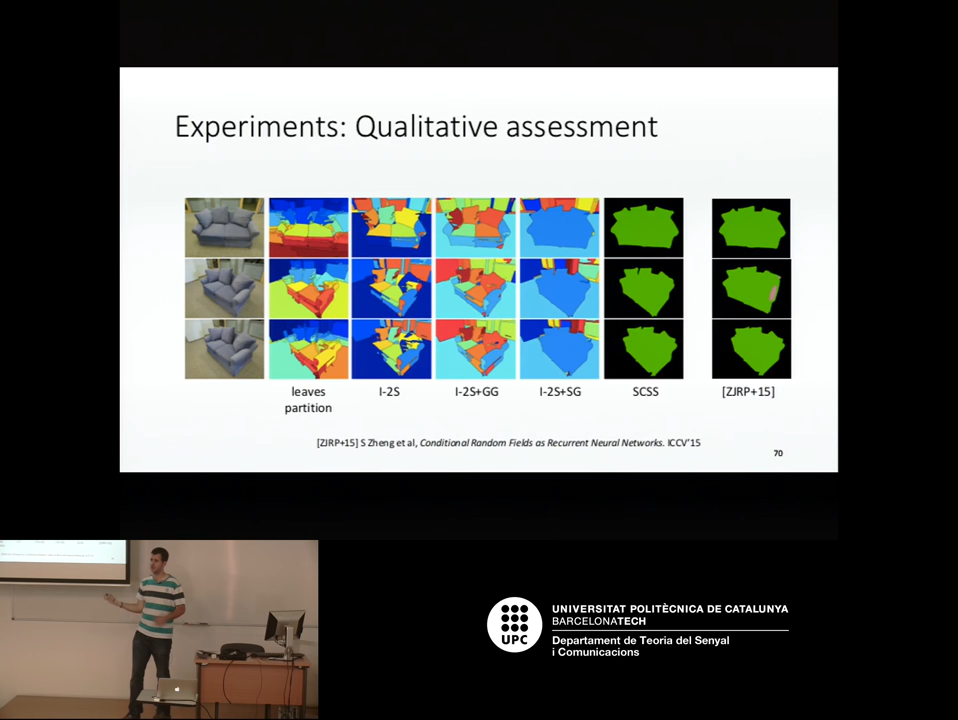 Experiments: Qualitative assessment
leaves
partition
I-2S
I-2S+GG
I-2S+SG
SCSS
[ZJRP+15]
[ZJRP+15] S Zheng et al, Conditional Random Fields as Recurrent Neural Networks. ICCV'15
70
UPC
UNIVERSITAT POLITÈCNICA DE CATALUNYA
BARCELONATECH
Departament de Teoria del Senyal
i Comunicacions